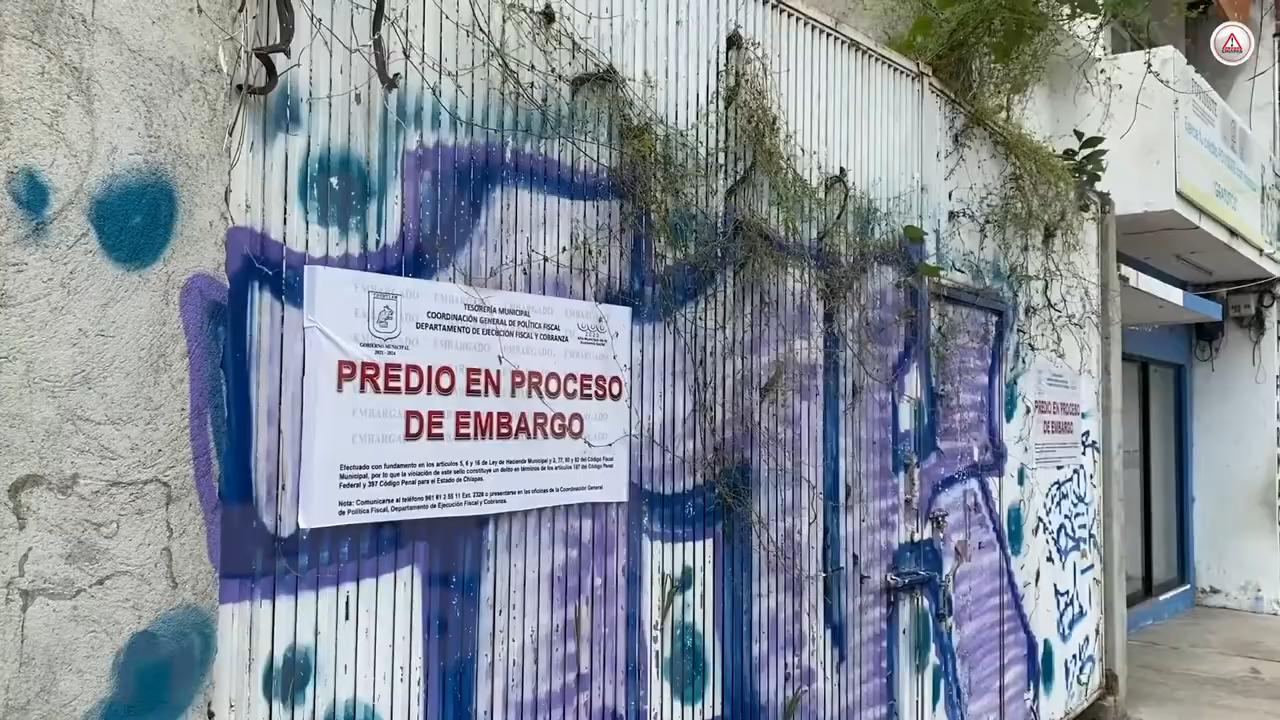 TESORERÍA MUNICIPAL
COORDINACIÓN GENERAL DE POLÍTICA FISCAL
DEPARTAMENTO DE EJECUCIÓN FISCAL Y COBRANZA
GOBIERNO MUNICIPAL
2021 - 2024
PREDIO EN PROCESO
DE EMBARGO
Efectuado con fundamento en los artículos 5, 6 y 16 de Ley de Hacienda Municipal y 3, 77, 80 y 82 del Código Fiscal
Municipal, por lo que la violación de este sello constituye un delito en términos de los artículos 187 del Código Penal
Federal y 397 Código Penal para el Estado de Chiapas.
Nota: Comunicarse al teléfono 961 61 2 55 11 Ext. 2328 o presentarse en las oficinas de la Coordinación General
de Política Fiscal, Departamento de Ejecución Fiscal y Cobranza.
PREDIO EN PROCESO
DE EMBARGO